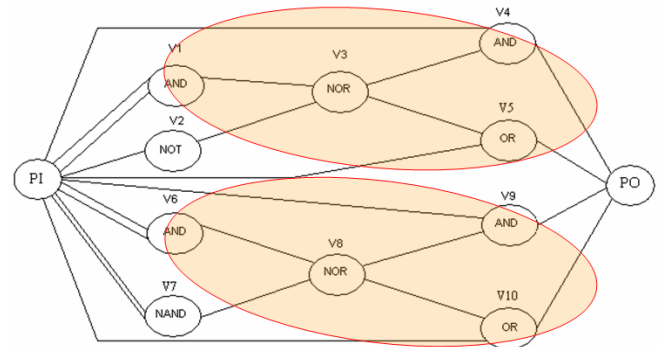 V4
V1
AND
V3
AND
NOR
V2
V5
NOT
OR
PI
PO
V6
V9
AND
V8
AND
NOR
V7
V10
NAND
OR